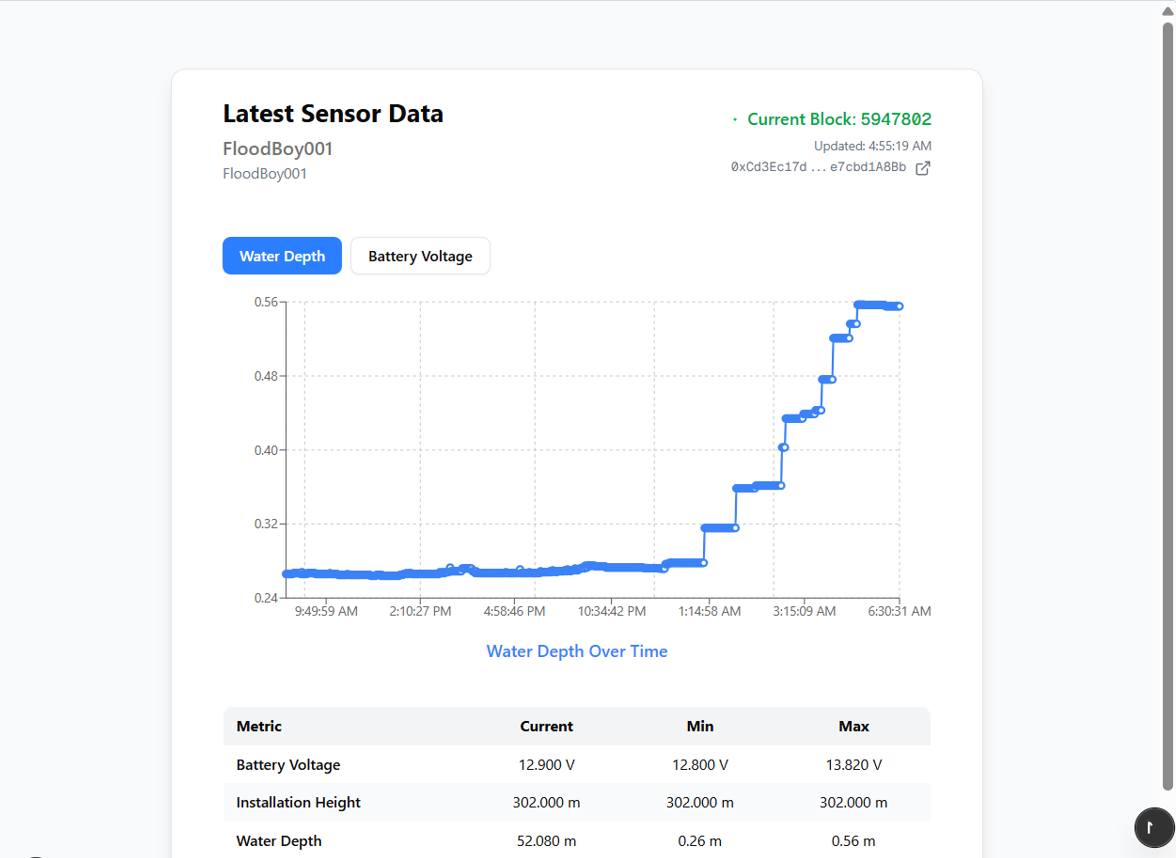 Latest Sensor Data
FloodBoy001
FloodBoy001
Current Block: 5947802
Updated: 4:55:19 AM
0xCd3Ec17d ... e7cbd1A8Bb
Water Depth
Battery Voltage
0.56
0.48
0.40
0.32
0.24
9:49:59 AM 2:10:27 PM 4:58:46 PM 10:34:42 PM 1:14:58 AM 3:15:09 AM 6:30:31 AM
Water Depth Over Time
Metric Current Min Max
Battery Voltage 12.900 V 12.800 V 13.820 V
Installation Height 302.000 m 302.000 m 302.000 m
Water Depth 52.080 m 0.26 m 0.56 m